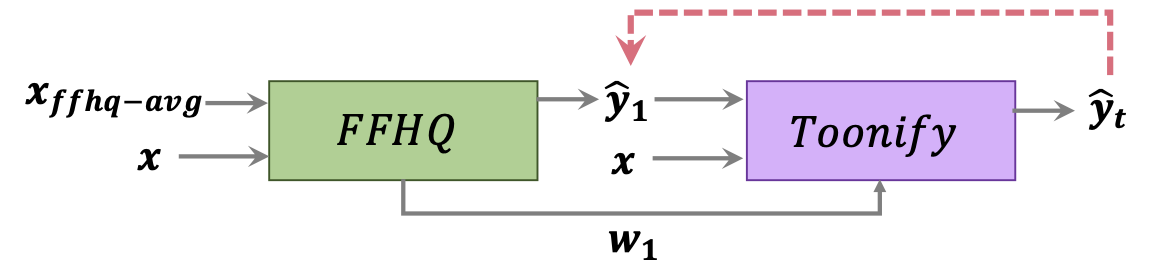 x_{ffhq-avg}
x
FFHQ
ŷ_1
x
Toonify
ŷ_t
w_1